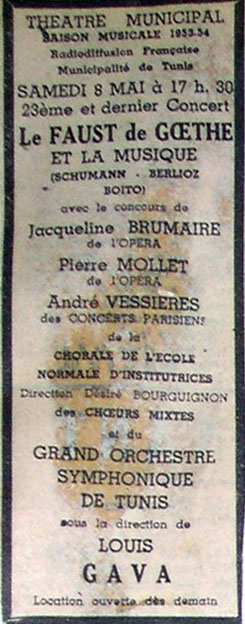 THEATRE MUNICIPAL
SAISON MUSICALE 1953-54
Radiodiffusion Française
Municipalité de Tunis
SAMEDI 8 MAI à 17 h. 30
23ème et dernier Concert
Le FAUST de GŒTHE
ET LA MUSIQUE
(SCHUMANN - BERLIOZ
BOITO)
avec le concours de
Jacqueline BRUMAIRE
de l'OPERA
Pierre MOLLET
de l'OPERA
André VESSIERES
des CONCERTS PARISIENS
de la
CHORALE DE L'ECOLE
NORMALE D'INSTITUTRICES
Direction Désiré BOURGUIGNON
des CHŒURS MIXTES
et du
GRAND ORCHESTRE
SYMPHONIQUE
DE TUNIS
sous la direction de
LOUIS
GAVA
Location ouverte dès demain